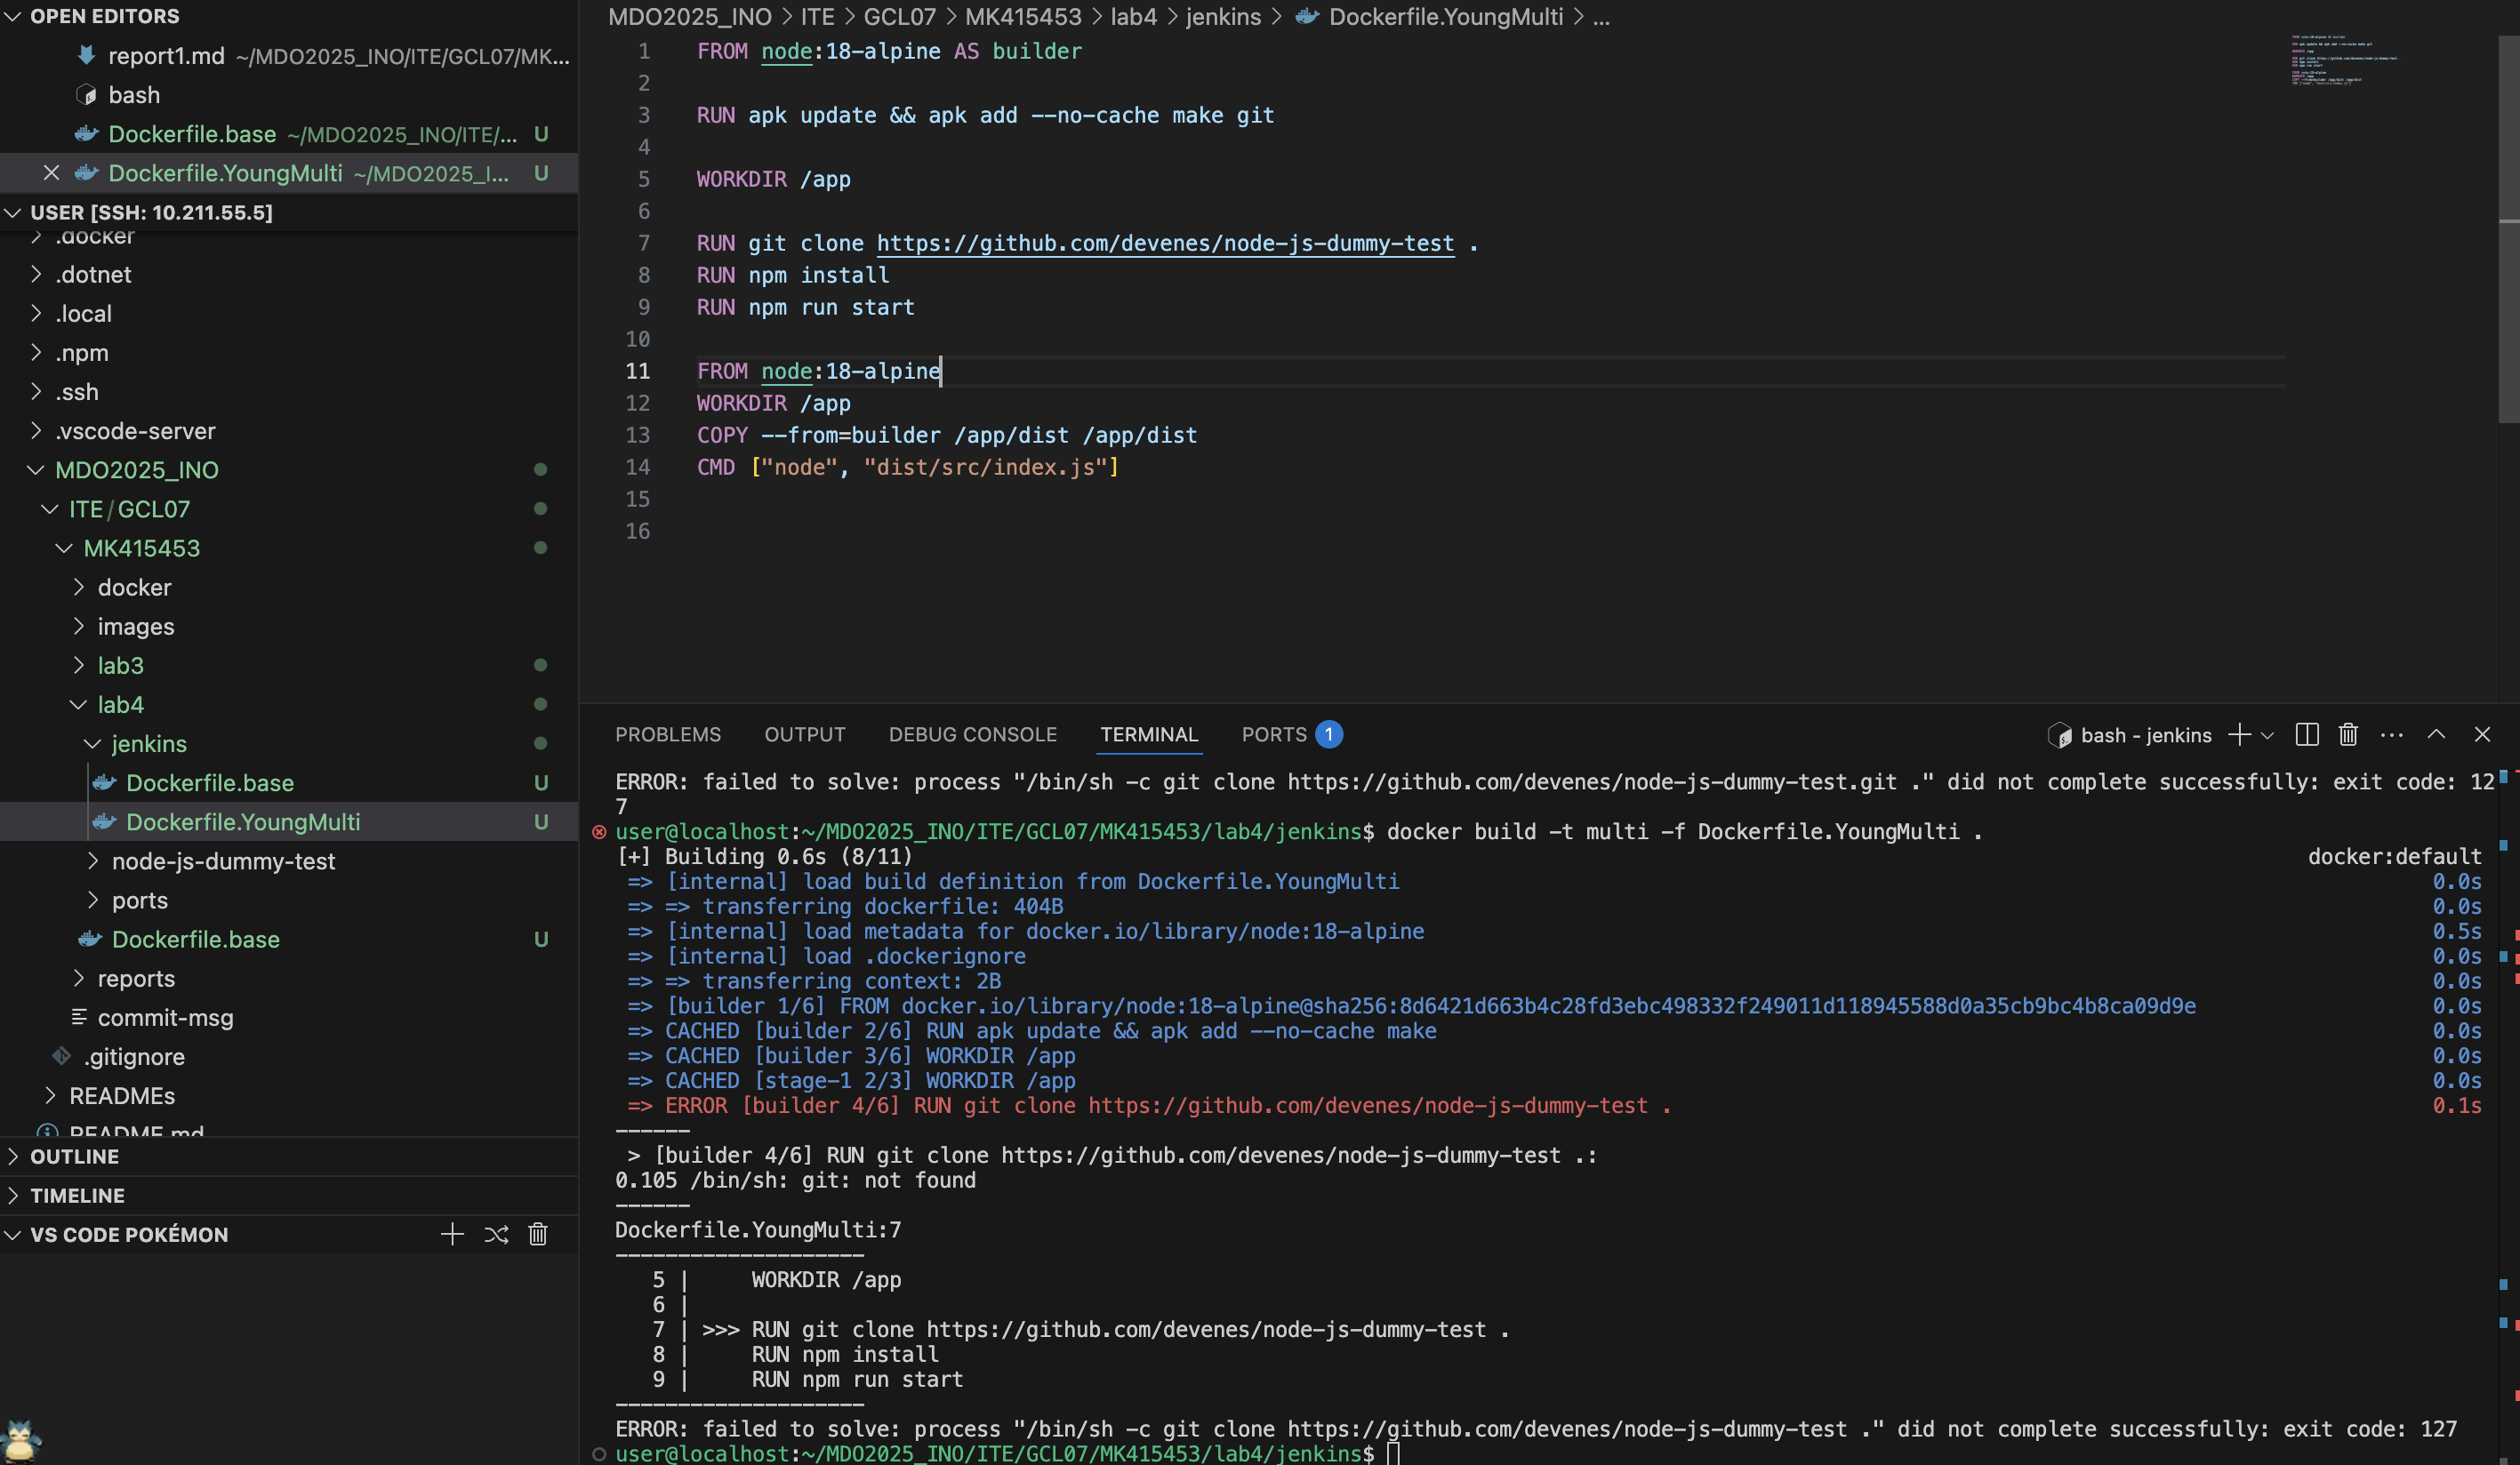 OPEN EDITORS
report1.md ~/MDO2025_INO/ITE/GCL07/MK...
bash
Dockerfile.base ~/MDO2025_INO/ITE/... U
Dockerfile.YoungMulti ~/MDO2025_I... U
USER [SSH: 10.211.55.5]
.docker
.dotnet
.local
.npm
.ssh
.vscode-server
MDO2025_INO
ITE / GCL07
MK415453
docker
images
lab3
lab4
jenkins
Dockerfile.base U
Dockerfile.YoungMulti U
node-js-dummy-test
ports
Dockerfile.base U
reports
commit-msg
.gitignore
READMEs
README.md
OUTLINE
TIMELINE
VS CODE POKÉMON
MDO2025_INO > ITE > GCL07 > MK415453 > lab4 > jenkins > Dockerfile.YoungMulti > ...
1 FROM node:18-alpine AS builder
2
3 RUN apk update && apk add --no-cache make git
4
5 WORKDIR /app
6
7 RUN git clone https://github.com/devenes/node-js-dummy-test .
8 RUN npm install
9 RUN npm run start
10
11 FROM node:18-alpine
12 WORKDIR /app
13 COPY --from=builder /app/dist /app/dist
14 CMD ["node", "dist/src/index.js"]
15
16
PROBLEMS OUTPUT DEBUG CONSOLE TERMINAL PORTS 1 bash - jenkins
ERROR: failed to solve: process "/bin/sh -c git clone https://github.com/devenes/node-js-dummy-test.git ." did not complete successfully: exit code: 12
7
user@localhost:~/MDO2025_INO/ITE/GCL07/MK415453/lab4/jenkins$ docker build -t multi -f Dockerfile.YoungMulti .
[+] Building 0.6s (8/11) docker:default
=> [internal] load build definition from Dockerfile.YoungMulti 0.0s
=> => transferring dockerfile: 404B 0.0s
=> [internal] load metadata for docker.io/library/node:18-alpine 0.5s
=> [internal] load .dockerignore 0.0s
=> => transferring context: 2B 0.0s
=> [builder 1/6] FROM docker.io/library/node:18-alpine@sha256:8d6421d663b4c28fd3ebc498332f249011d118945588d0a35cb9bc4b8ca09d9e 0.0s
=> CACHED [builder 2/6] RUN apk update && apk add --no-cache make 0.0s
=> CACHED [builder 3/6] WORKDIR /app 0.0s
=> CACHED [stage-1 2/3] WORKDIR /app 0.0s
=> ERROR [builder 4/6] RUN git clone https://github.com/devenes/node-js-dummy-test . 0.1s
------
> [builder 4/6] RUN git clone https://github.com/devenes/node-js-dummy-test .:
0.105 /bin/sh: git: not found
------
Dockerfile.YoungMulti:7
--------------------
5 | WORKDIR /app
6 |
7 | >>> RUN git clone https://github.com/devenes/node-js-dummy-test .
8 | RUN npm install
9 | RUN npm run start
--------------------
ERROR: failed to solve: process "/bin/sh -c git clone https://github.com/devenes/node-js-dummy-test ." did not complete successfully: exit code: 127
user@localhost:~/MDO2025_INO/ITE/GCL07/MK415453/lab4/jenkins$